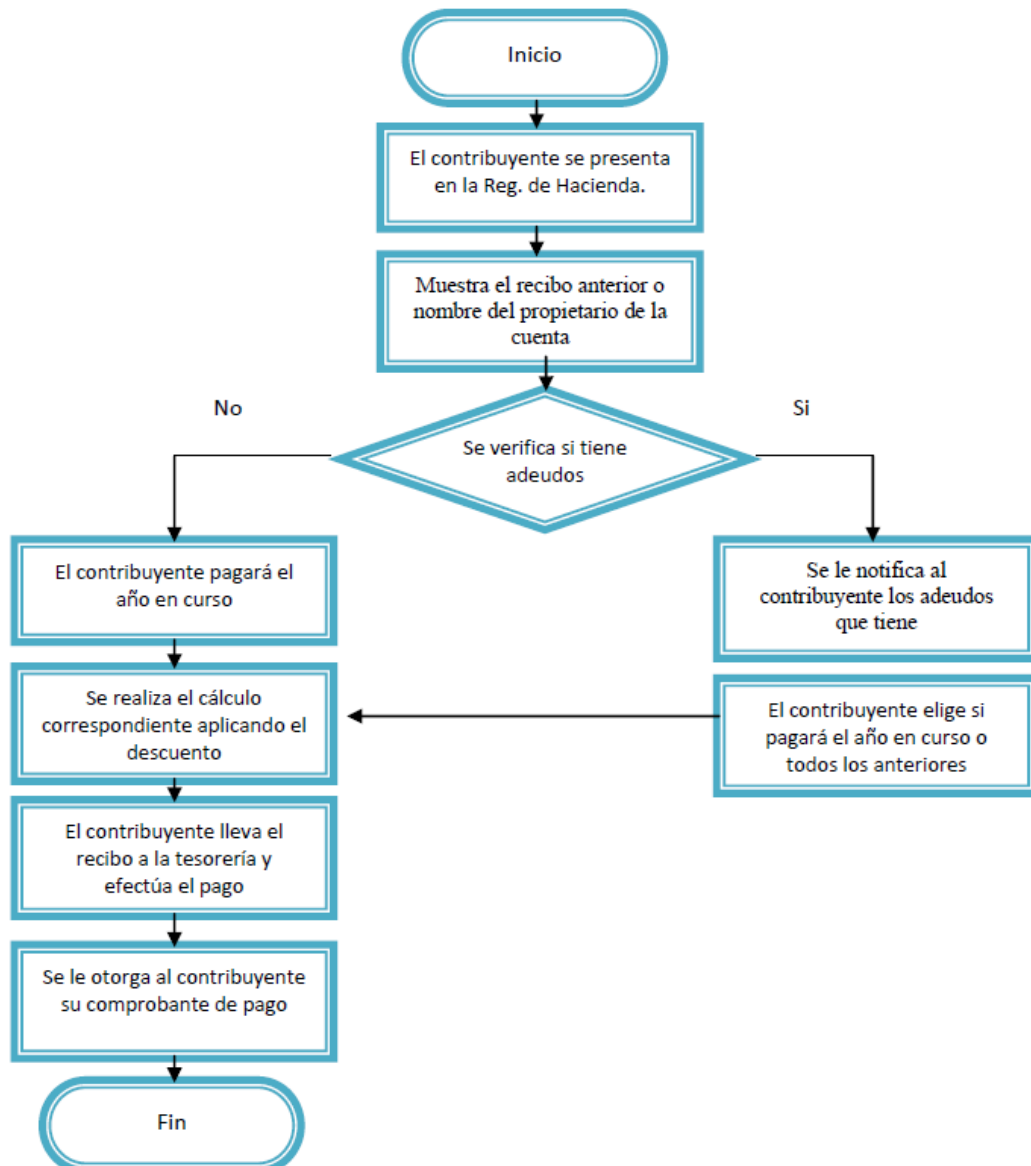 Inicio
El contribuyente se presenta
en la Reg. de Hacienda.
Muestra el recibo anterior o
nombre del propietario de la
cuenta
No
Si
Se verifica si tiene
adeudos
El contribuyente pagará el
año en curso
Se le notifica al
contribuyente los adeudos
que tiene
Se realiza el cálculo
correspondiente aplicando el
descuento
El contribuyente elige si
pagará el año en curso o
todos los anteriores
El contribuyente lleva el
recibo a la tesorería y
efectúa el pago
Se le otorga al contribuyente
su comprobante de pago
Fin